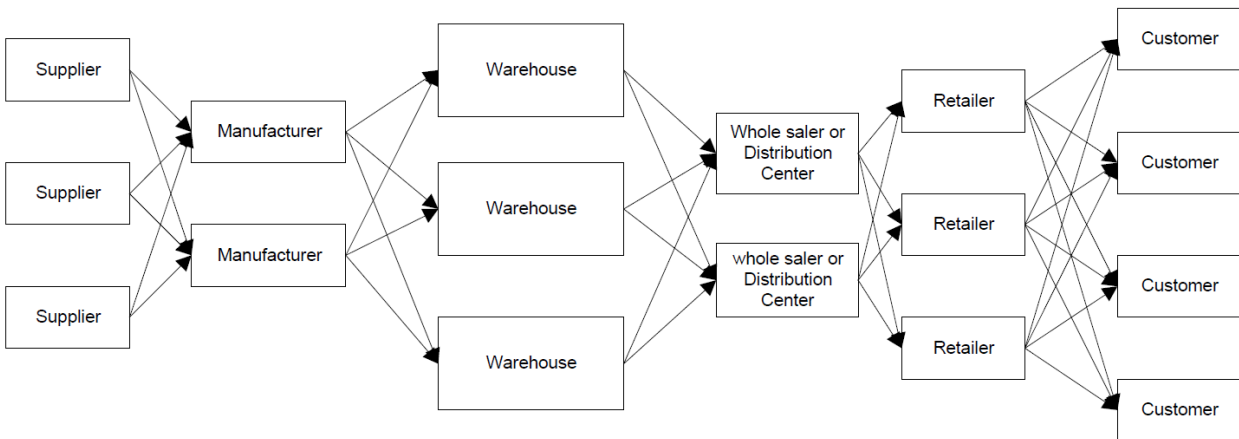 Supplier
Supplier
Supplier
Manufacturer
Manufacturer
Warehouse
Warehouse
Warehouse
Whole saler or
Distribution
Center
whole saler or
Distribution
Center
Retailer
Retailer
Retailer
Customer
Customer
Customer
Customer